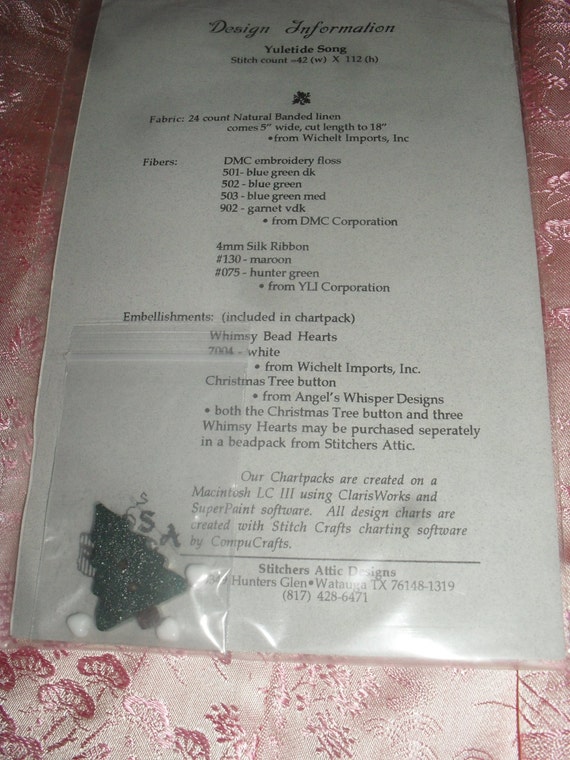 Design Information
Yuletide Song
Stitch count =42 (w) X 112 (h)
Fabric: 24 count Natural Banded linen
comes 5" wide, cut length to 18"
• from Wichelt Imports, Inc
Fibers: DMC embroidery floss
501- blue green dk
502 - blue green
503 - blue green med
902 - garnet vdk
• from DMC Corporation
4mm Silk Ribbon
#130 - maroon
#075 - hunter green
• from YLI Corporation
Embellishments: (included in chartpack)
Whimsy Bead Hearts
7004 - white
• from Wichelt Imports, Inc.
Christmas Tree button
• from Angel's Whisper Designs
• both the Christmas Tree button and three
Whimsy Hearts may be purchased seperately
in a beadpack from Stitchers Attic.
Our Chartpacks are created on a
Macintosh LC III using ClarisWorks and
SuperPaint software. All design charts are
created with Stitch Crafts charting software
by CompuCrafts.
S A
Stitchers Attic Designs
Hunters Glen • Watauga TX 76148-1319
(817) 428-6471